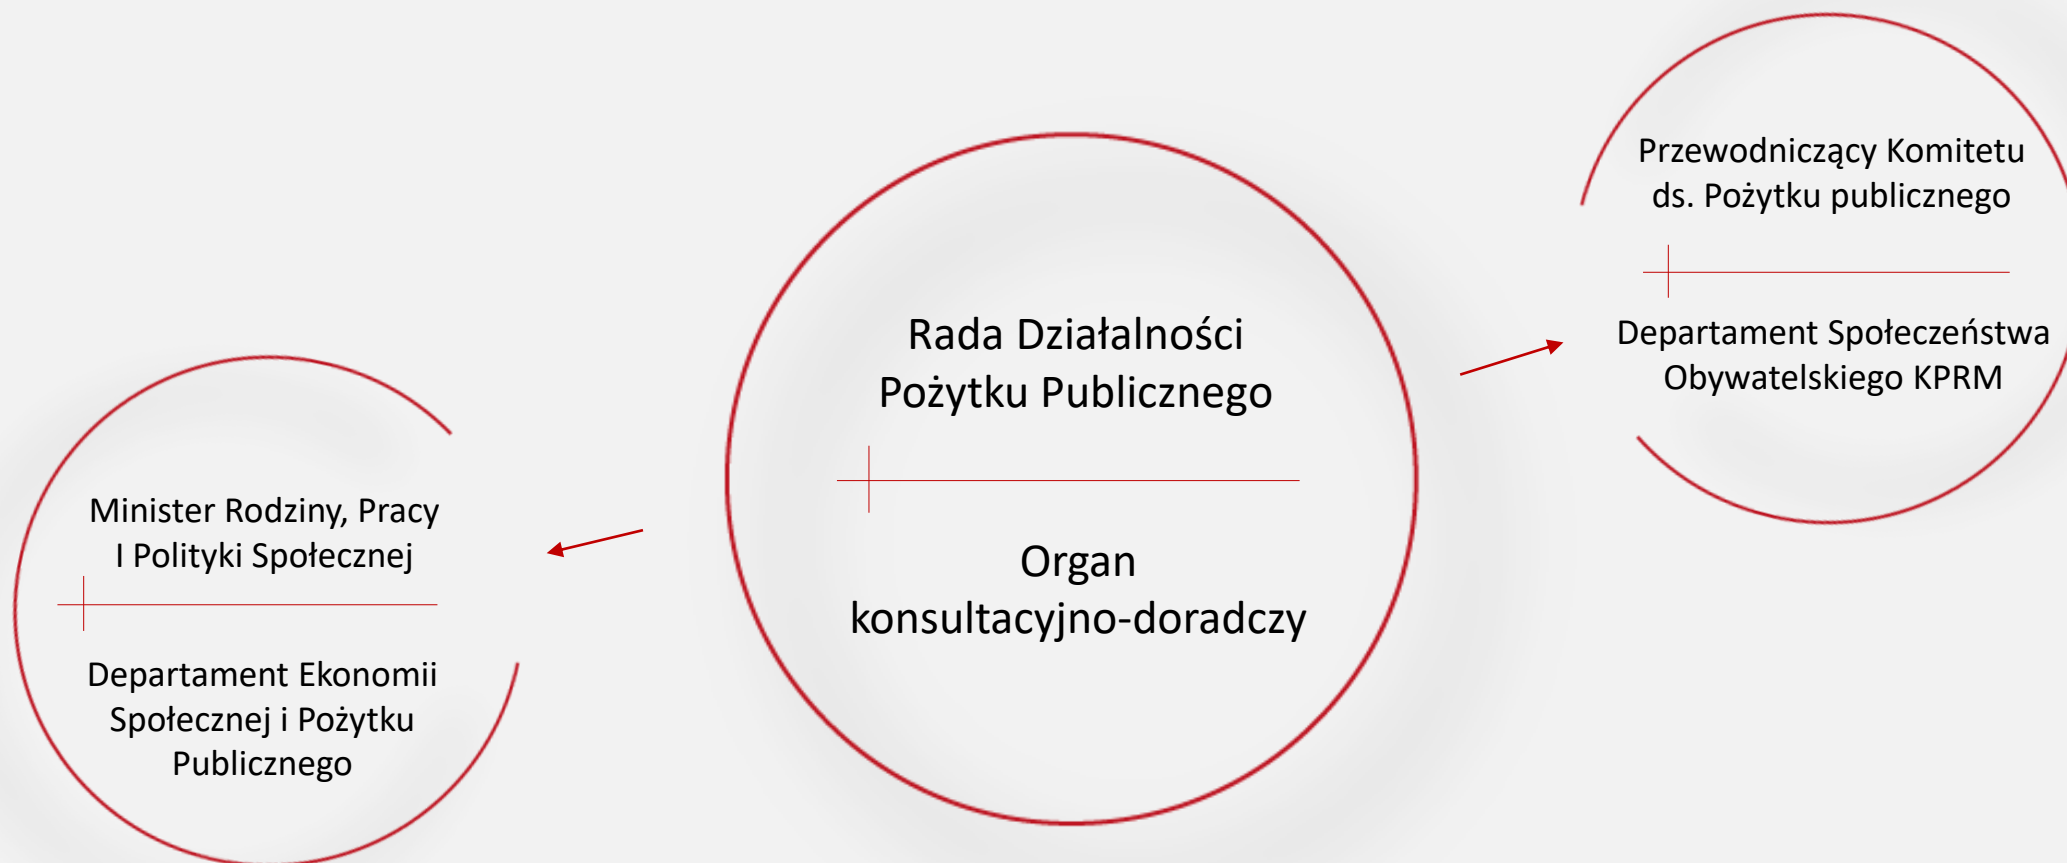 Minister Rodziny, Pracy
I Polityki Społecznej
Departament Ekonomii
Społecznej i Pożytku
Publicznego
Rada Działalności
Pożytku Publicznego
Organ
konsultacyjno-doradczy
Przewodniczący Komitetu
ds. Pożytku publicznego
Departament Społeczeństwa
Obywatelskiego KPRM